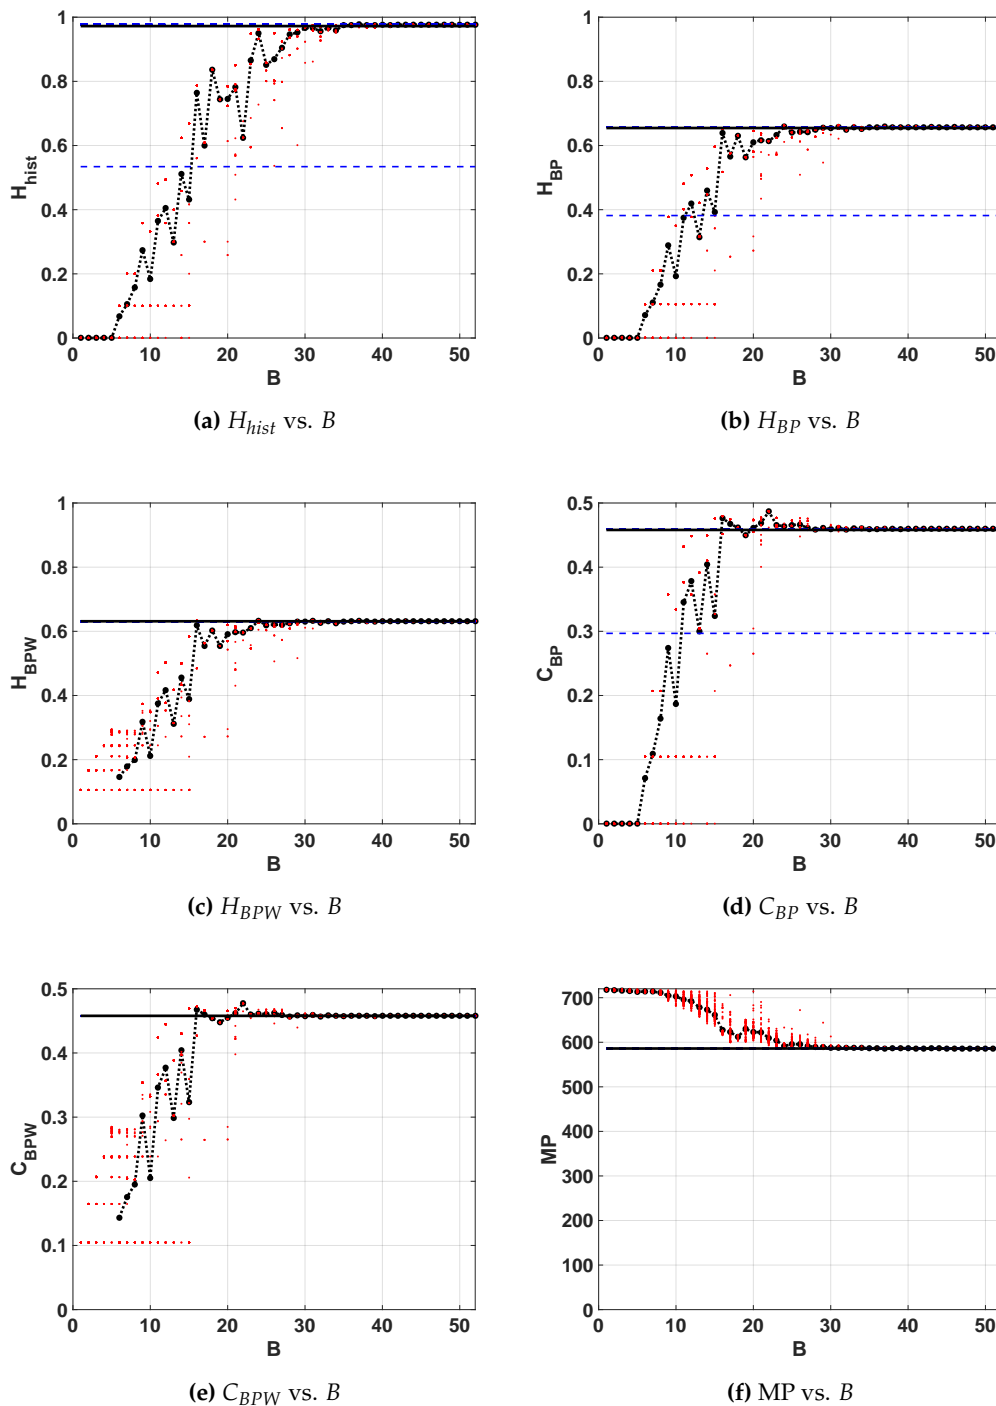 1
0.8
0.6
0.4
0.2
0
H_hist
0 10 20 30 40 50
B
(a) H_hist vs. B
1
0.8
0.6
0.4
0.2
0
H_BP
0 10 20 30 40 50
B
(b) H_BP vs. B
1
0.8
0.6
0.4
0.2
0
H_BPW
0 10 20 30 40 50
B
(c) H_BPW vs. B
0.5
0.4
0.3
0.2
0.1
0
C_BP
0 10 20 30 40 50
B
(d) C_BP vs. B
0.5
0.4
0.3
0.2
0.1
0
C_BPW
0 10 20 30 40 50
B
(e) C_BPW vs. B
700
600
500
400
300
200
100
0
MP
0 10 20 30 40 50
B
(f) MP vs. B